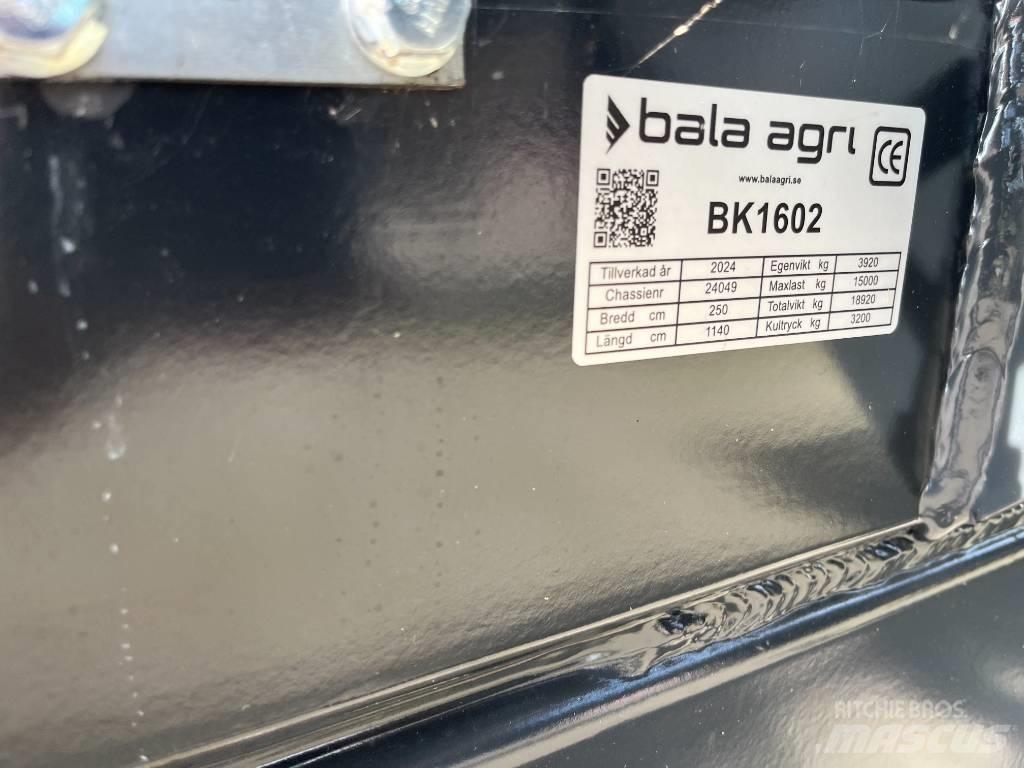 bala agri
CE
www.balaagri.se
BK1602
Tillverkad år 2024 Egenvikt kg 3920
Chassienr 24049 Maxlast kg 15000
Bredd cm 250 Totalvikt kg 18920
Längd cm 1140 Kultryck kg 3200
RITCHIE BROS.
MASCUS